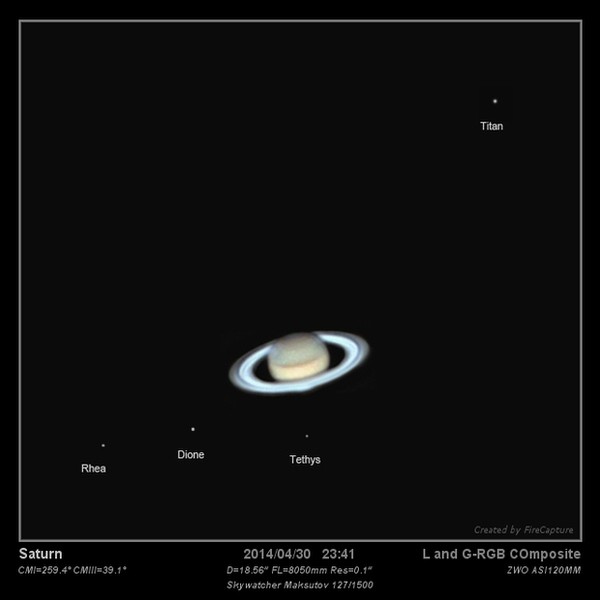 Titan
Rhea
Dione
Tethys
Created by FireCapture
Saturn
2014/04/30 23:41
L and G-RGB COmposite
CMI=259.4° CMIII=39.1°
D=18.56" FL=8050mm Res=0.1"
ZWO ASI120MM
Skywatcher Maksutov 127/1500